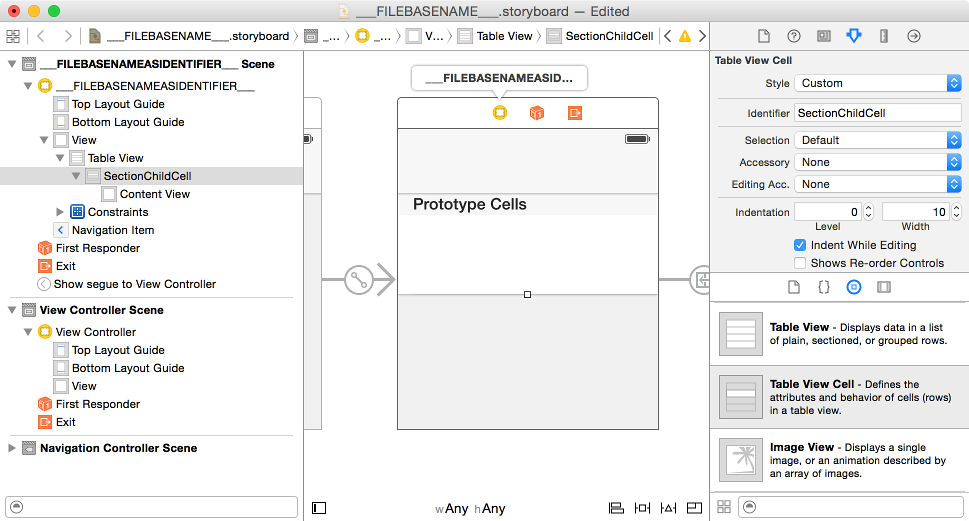 ___FILEBASENAME___.storyboard — Edited
___FILEBASENAME___.storyboard
_...
_...
V...
Table View
SectionChildCell
___FILEBASENAMEASIDENTIFIER___ Scene
___FILEBASENAMEASIDENTIFIER___
Top Layout Guide
Bottom Layout Guide
View
Table View
SectionChildCell
Content View
Constraints
Navigation Item
First Responder
Exit
Show segue to View Controller
View Controller Scene
View Controller
Top Layout Guide
Bottom Layout Guide
View
First Responder
Exit
Navigation Controller Scene
___FILEBASENAMEASID...
Prototype Cells
wAny hAny
Table View Cell
Style Custom
Identifier SectionChildCell
Selection Default
Accessory None
Editing Acc. None
Indentation 0 10
Level Width
Indent While Editing
Shows Re-order Controls
{}
Table View - Displays data in a list
of plain, sectioned, or grouped rows.
Table View Cell - Defines the
attributes and behavior of cells (rows)
in a table view.
Image View - Displays a single
image, or an animation described by
an array of images.